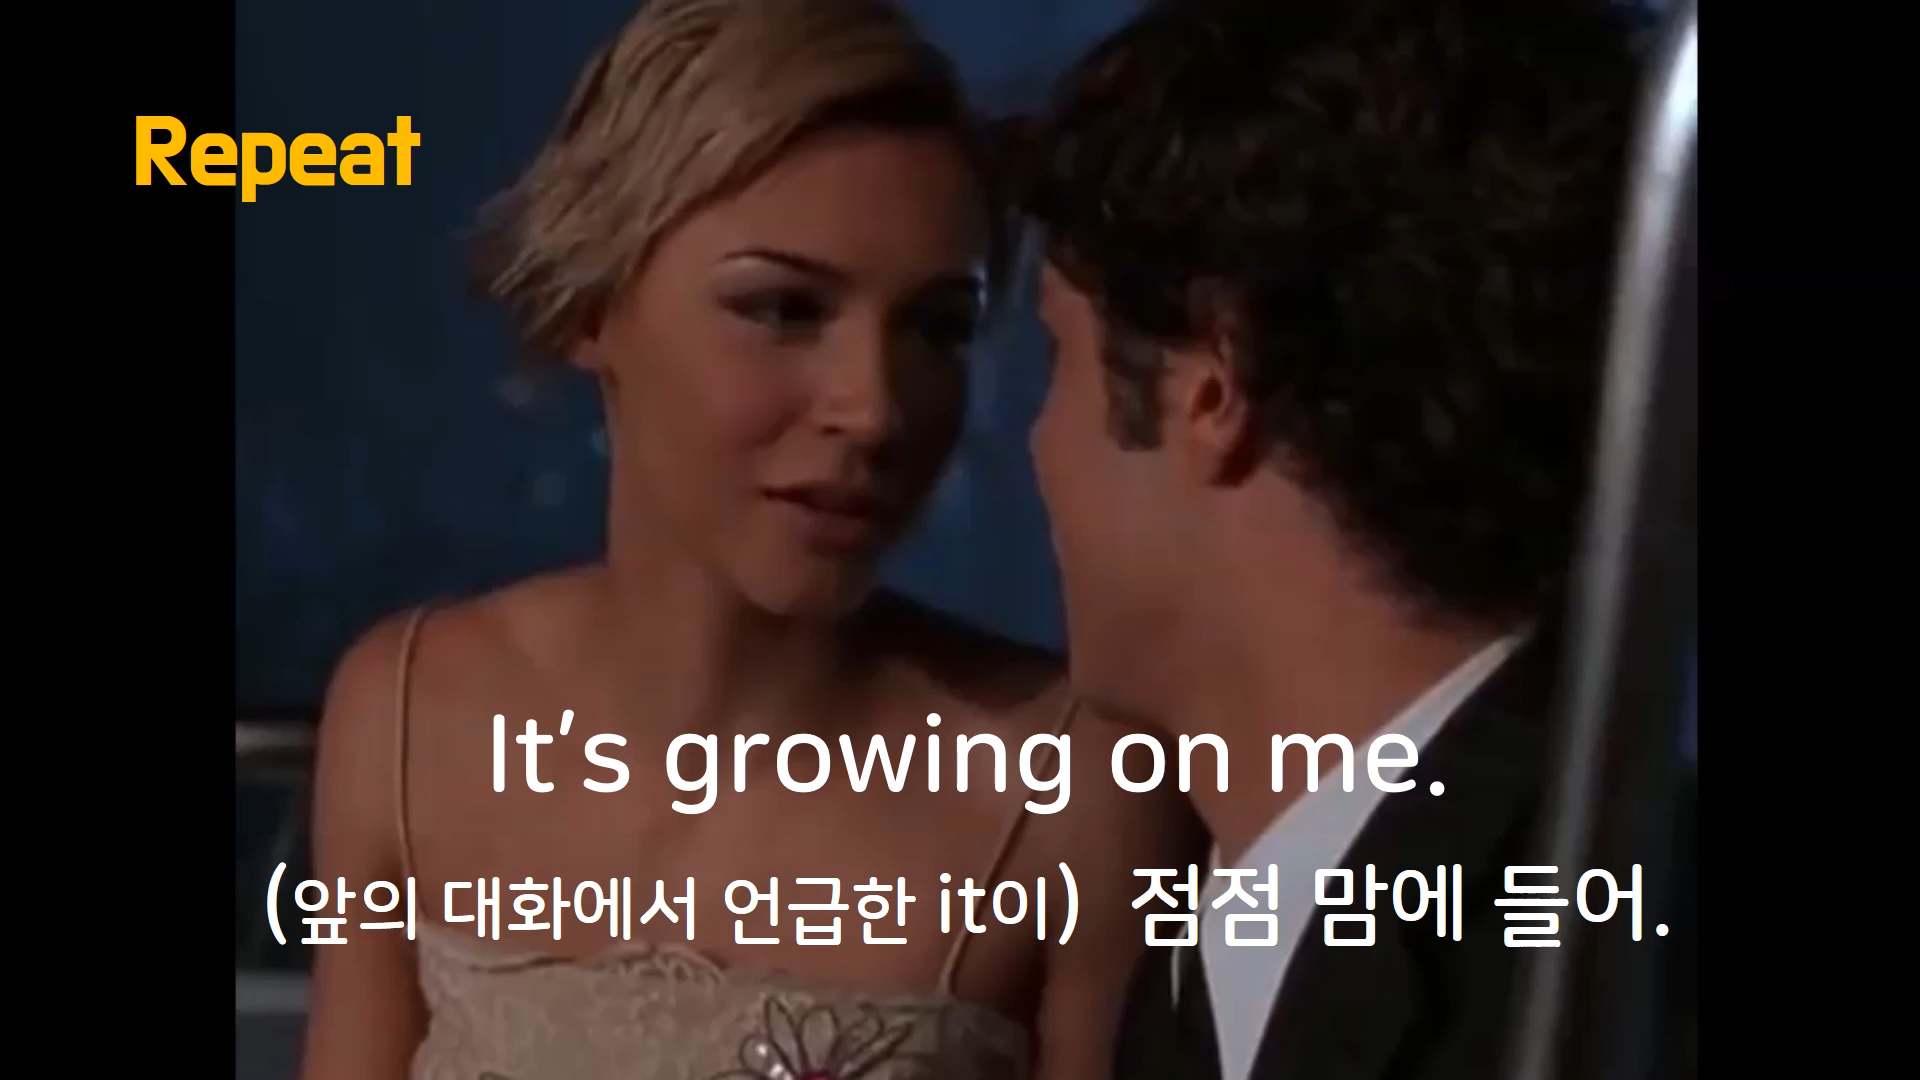 Repeat
It's growing on me.
(앞의 대화에서 언급한 it이) 점점 맘에 들어.